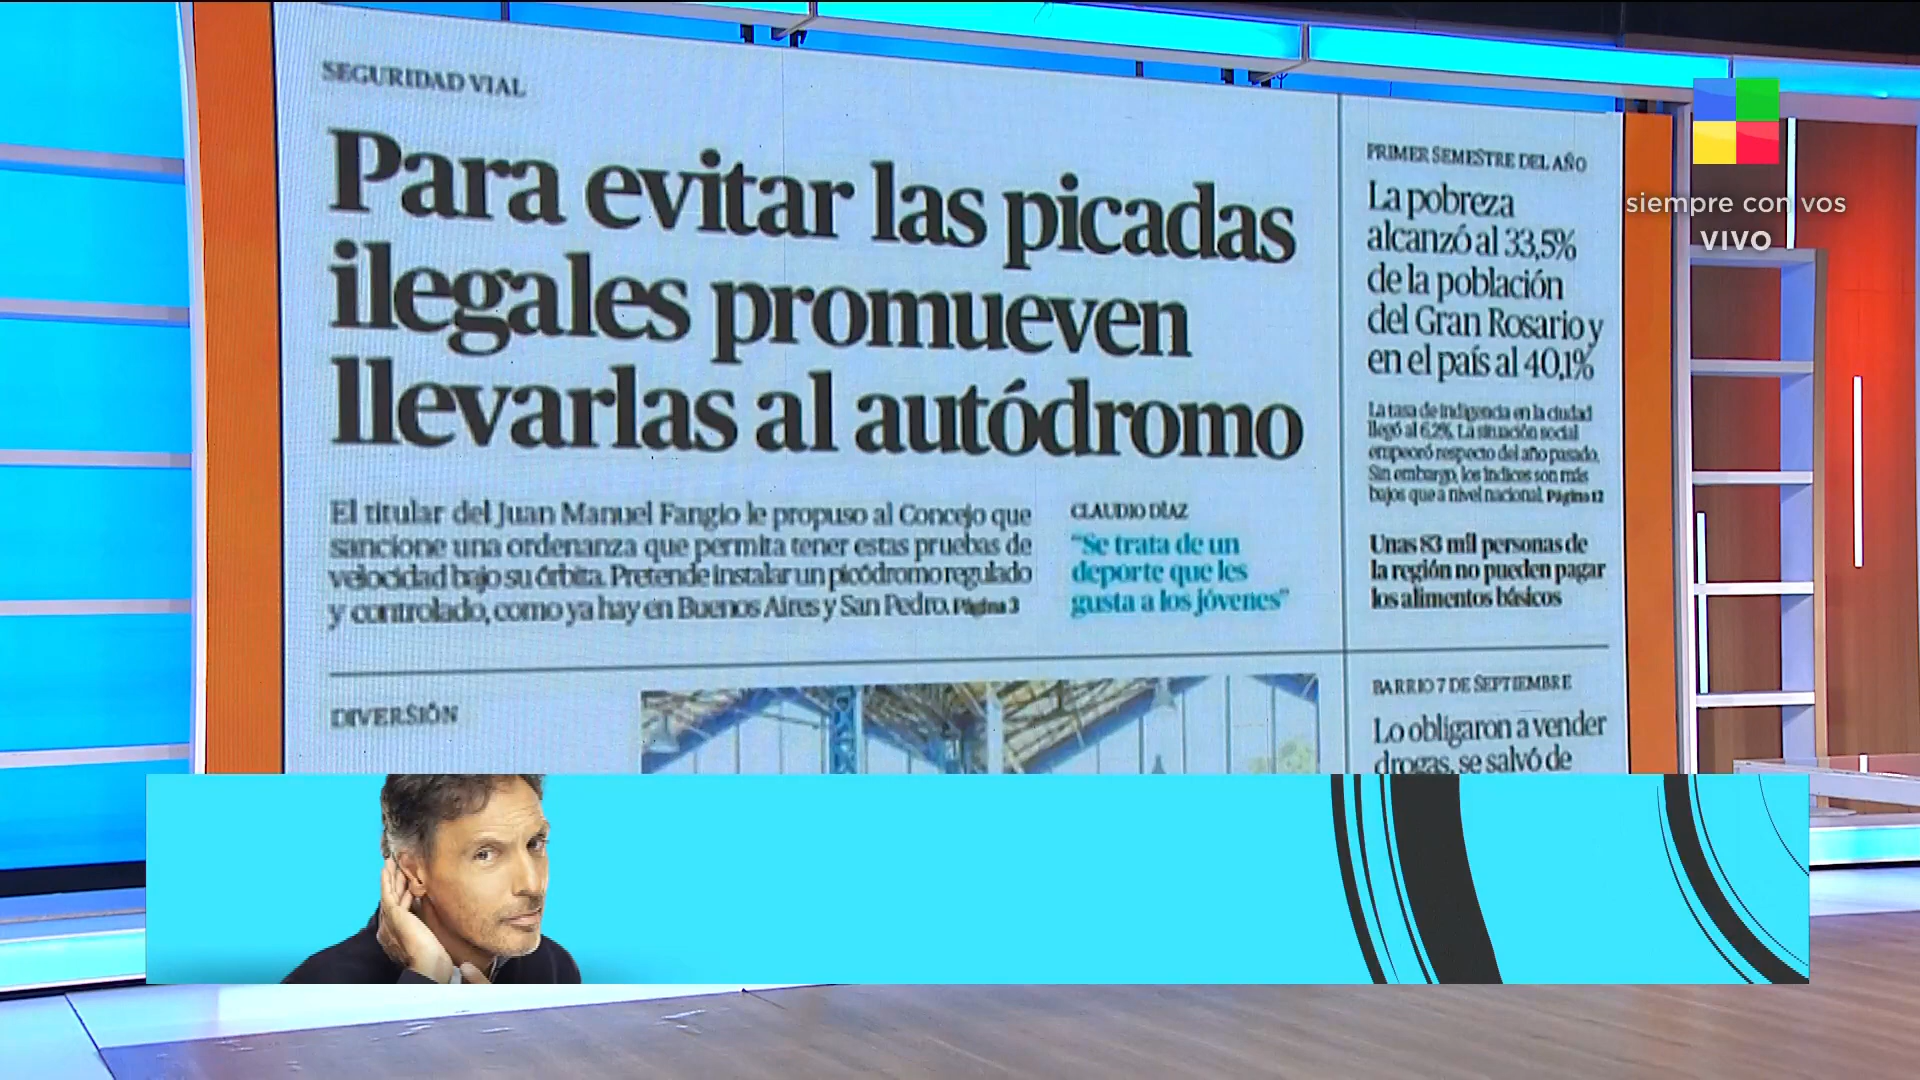 SEGURIDAD VIAL
Para evitar las picadas
ilegales promueven
llevarlas al autódromo
El titular del Juan Manuel Fangio le propuso al Concejo que
sancione una ordenanza que permita tener estas pruebas de
velocidad bajo su órbita. Pretende instalar un picódromo regulado
y controlado, como ya hay en Buenos Aires y San Pedro. Página 3
CLAUDIO DÍAZ
“Se trata de un
deporte que les
gusta a los jóvenes”
DIVERSIÓN
PRIMER SEMESTRE DEL AÑO
La pobreza
alcanzó al 33,5%
de la población
del Gran Rosario y
en el país al 40,1%
La tasa de indigencia en la ciudad
llegó al 6,2%. La situación social
empeoró respecto del año pasado.
Sin embargo, los índices son más
bajos que a nivel nacional. Página 12
Unas 83 mil personas de
la región no pueden pagar
los alimentos básicos
BARRIO 7 DE SEPTIEMBRE
Lo obligaron a vender
drogas, se salvó de
siempre con vos
VIVO